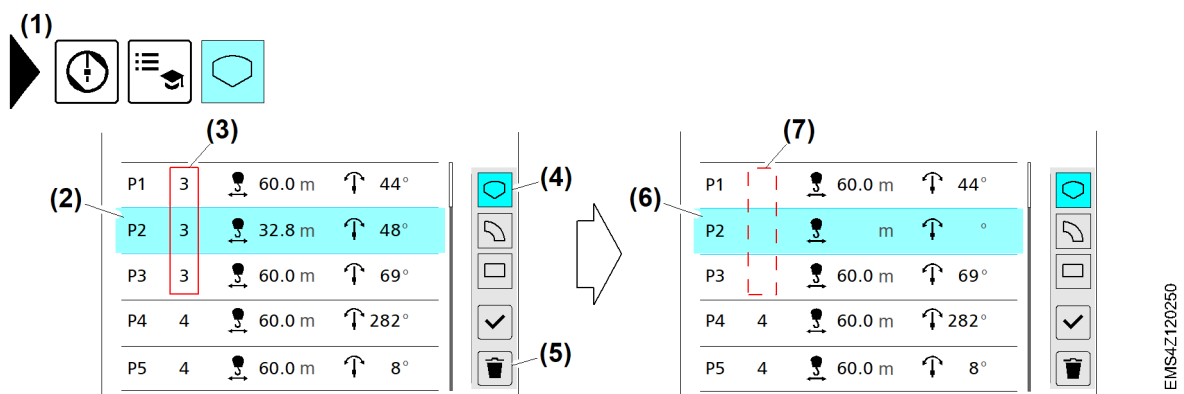 (1)
(3)
(7)
P1 3 60.0 m 44°
(4)
P1 60.0 m 44°
(2)
P2 3 32.8 m 48°
(6)
P2 m °
P3 3 60.0 m 69°
P3 60.0 m 69°
P4 4 60.0 m 282°
P4 4 60.0 m 282°
P5 4 60.0 m 8°
(5)
P5 4 60.0 m 8°
EMS4Z120250